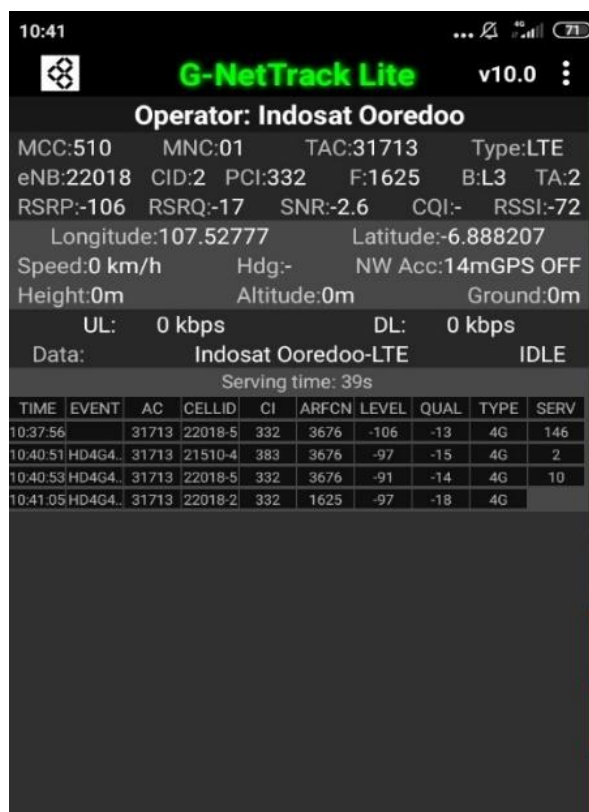 10:41 ... 4G 71
G-NetTrack Lite v10.0
Operator: Indosat Ooredoo
MCC:510 MNC:01 TAC:31713 Type:LTE
eNB:22018 CID:2 PCI:332 F:1625 B:L3 TA:2
RSRP:-106 RSRQ:-17 SNR:-2.6 CQI:- RSSI:-72
Longitude:107.52777 Latitude:-6.888207
Speed:0 km/h Hdg:- NW Acc:14mGPS OFF
Height:0m Altitude:0m Ground:0m
UL: 0 kbps DL: 0 kbps
Data: Indosat Ooredoo-LTE IDLE
Serving time: 39s
TIME EVENT AC CELLID CI ARFCN LEVEL QUAL TYPE SERV
10:37:56 31713 22018-5 332 3676 -106 -13 4G 146
10:40:51 HD4G4.. 31713 21510-4 383 3676 -97 -15 4G 2
10:40:53 HD4G4.. 31713 22018-5 332 3676 -91 -14 4G 10
10:41:05 HD4G4.. 31713 22018-2 332 1625 -97 -18 4G